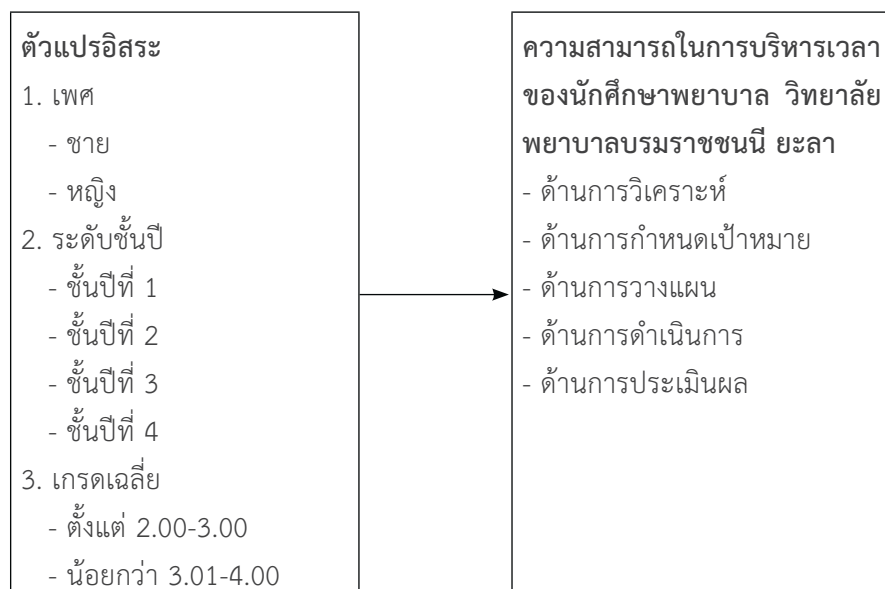 ตัวแปรอิสระ
1. เพศ
- ชาย
- หญิง
2. ระดับชั้นปี
- ชั้นปีที่ 1
- ชั้นปีที่ 2
- ชั้นปีที่ 3
- ชั้นปีที่ 4
3. เกรดเฉลี่ย
- ตั้งแต่ 2.00-3.00
- น้อยกว่า 3.01-4.00
ความสามารถในการบริหารเวลา
ของนักศึกษาพยาบาล วิทยาลัย
พยาบาลบรมราชชนนี ยะลา
- ด้านการวิเคราะห์
- ด้านการกำหนดเป้าหมาย
- ด้านการวางแผน
- ด้านการดำเนินการ
- ด้านการประเมินผล